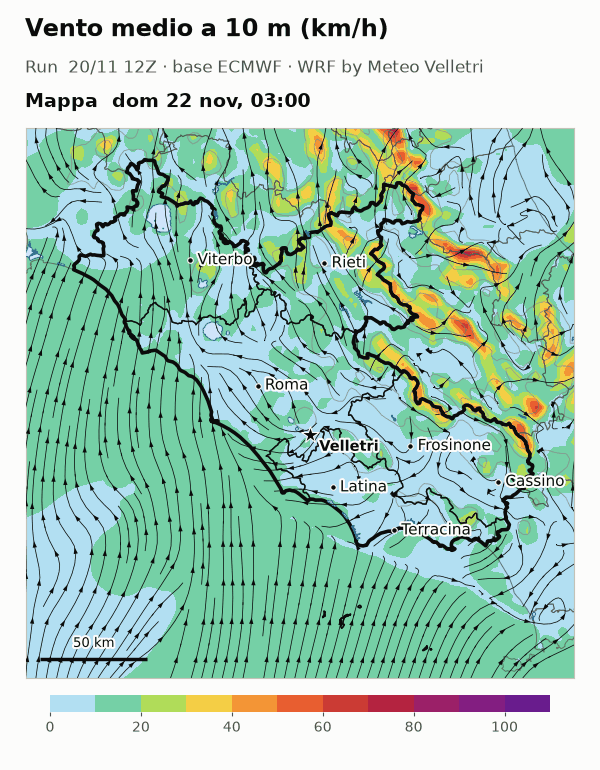 Vento medio a 10 m (km/h)
Run  20/11 12Z · base ECMWF · WRF by Meteo Velletri
Mappa  dom 22 nov, 03:00
Viterbo
Rieti
Roma
Velletri
Frosinone
Latina
Cassino
Terracina
50 km
0 20 40 60 80 100